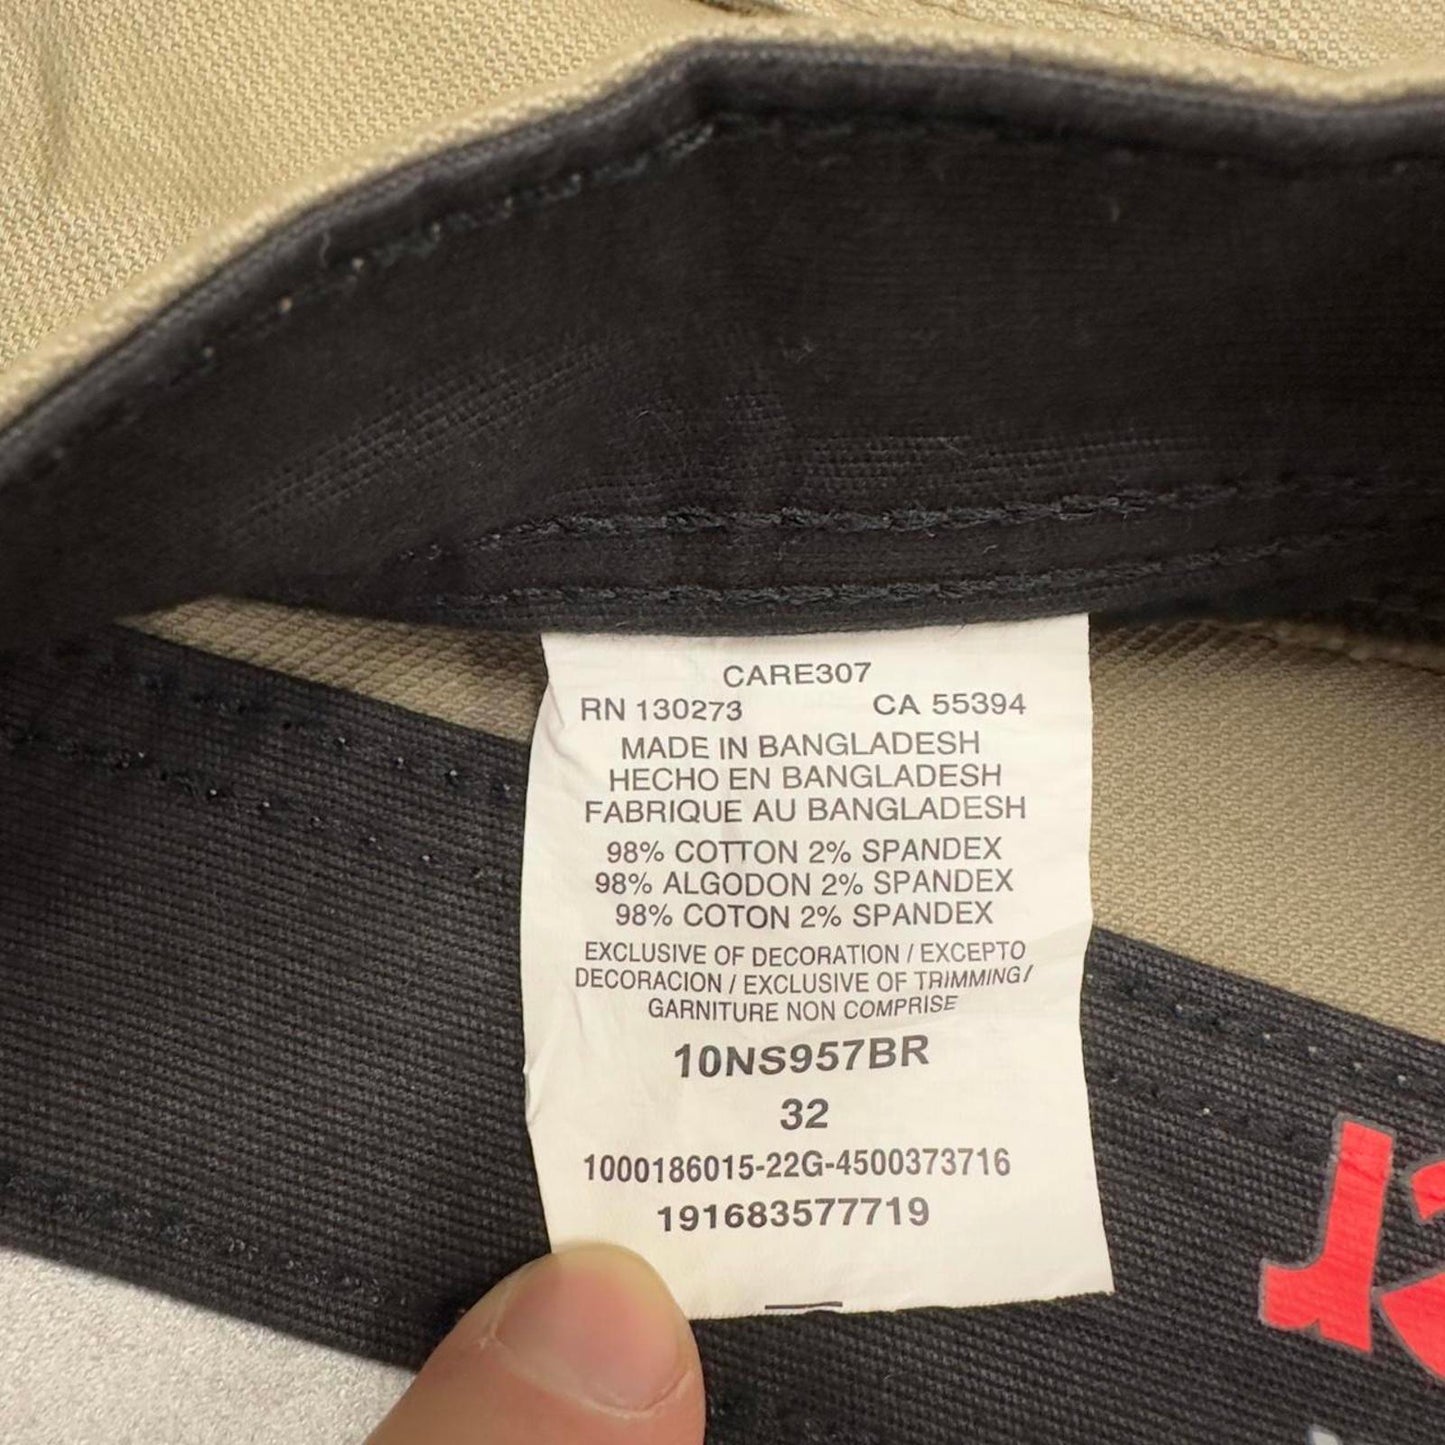 CARE307
RN 130273 CA 55394
MADE IN BANGLADESH
HECHO EN BANGLADESH
FABRIQUE AU BANGLADESH
98% COTTON 2% SPANDEX
98% ALGODON 2% SPANDEX
98% COTON 2% SPANDEX
EXCLUSIVE OF DECORATION / EXCEPTO
DECORACION / EXCLUSIVE OF TRIMMING/
GARNITURE NON COMPRISE
10NS957BR
32
1000186015-22G-4500373716
191683577719